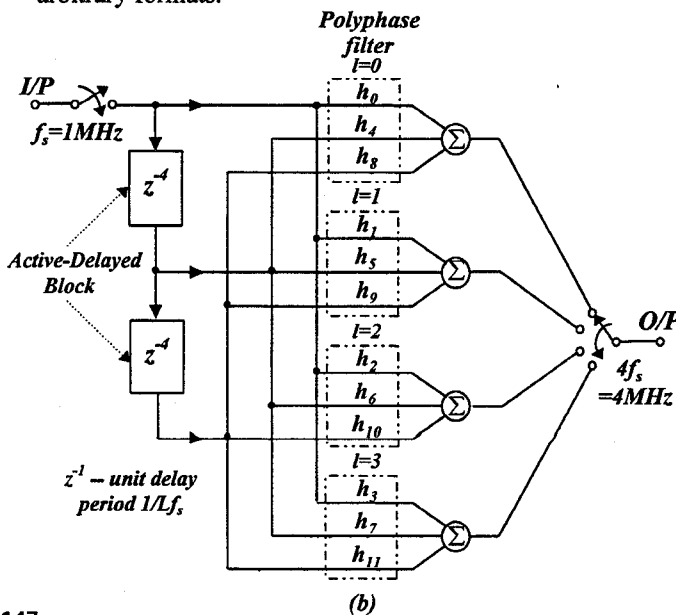 arbitrary formats.
Polyphase
filter
l=0
I/P
fs=1MHz
h0
h4
h8
Σ
z-4
l=1
h1
h5
h9
Σ
Active-Delayed
Block
z-4
l=2
h2
h6
h10
Σ
O/P
4fs
=4MHz
z-1 – unit delay
period 1/Lfs
l=3
h3
h7
h11
Σ
(b)